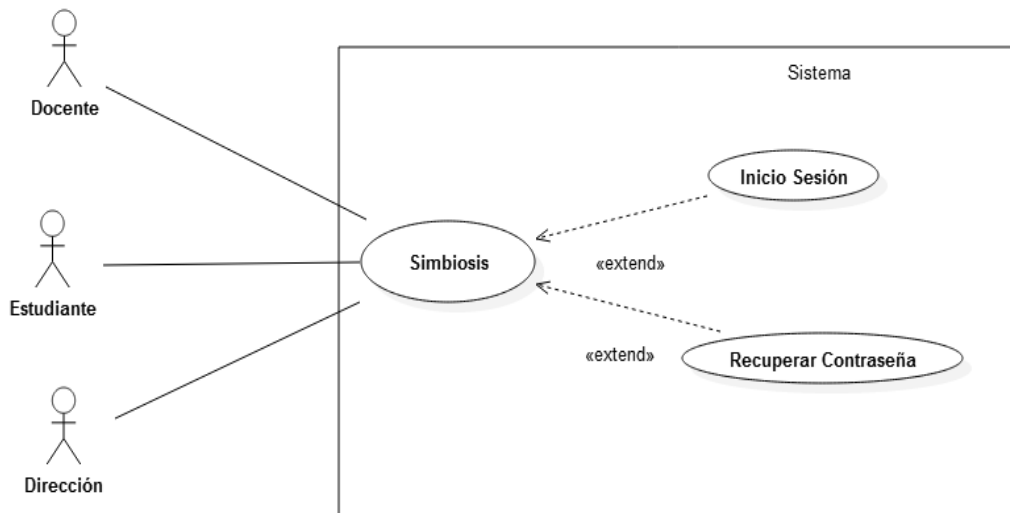 Docente
Sistema
Inicio Sesión
Simbiosis
«extend»
Estudiante
«extend»
Recuperar Contraseña
Dirección